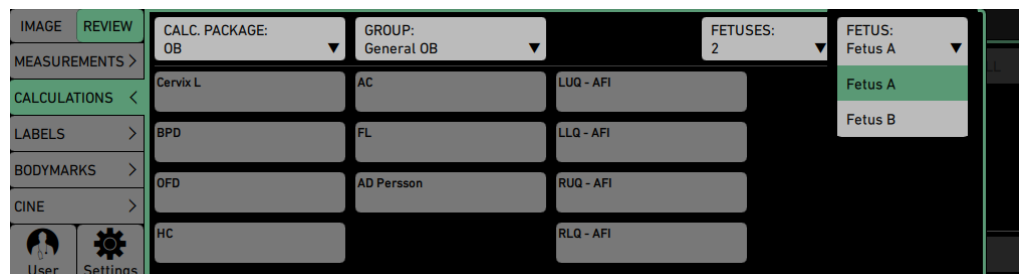 IMAGE
REVIEW
MEASUREMENTS >
CALCULATIONS <
LABELS >
BODYMARKS >
CINE >
User
Settings
CALC. PACKAGE:
OB
GROUP:
General OB
FETUSES:
2
FETUS:
Fetus A
Fetus A
Fetus B
Cervix L
AC
LUQ - AFI
BPD
FL
LLQ - AFI
OFD
AD Persson
RUQ - AFI
HC
RLQ - AFI